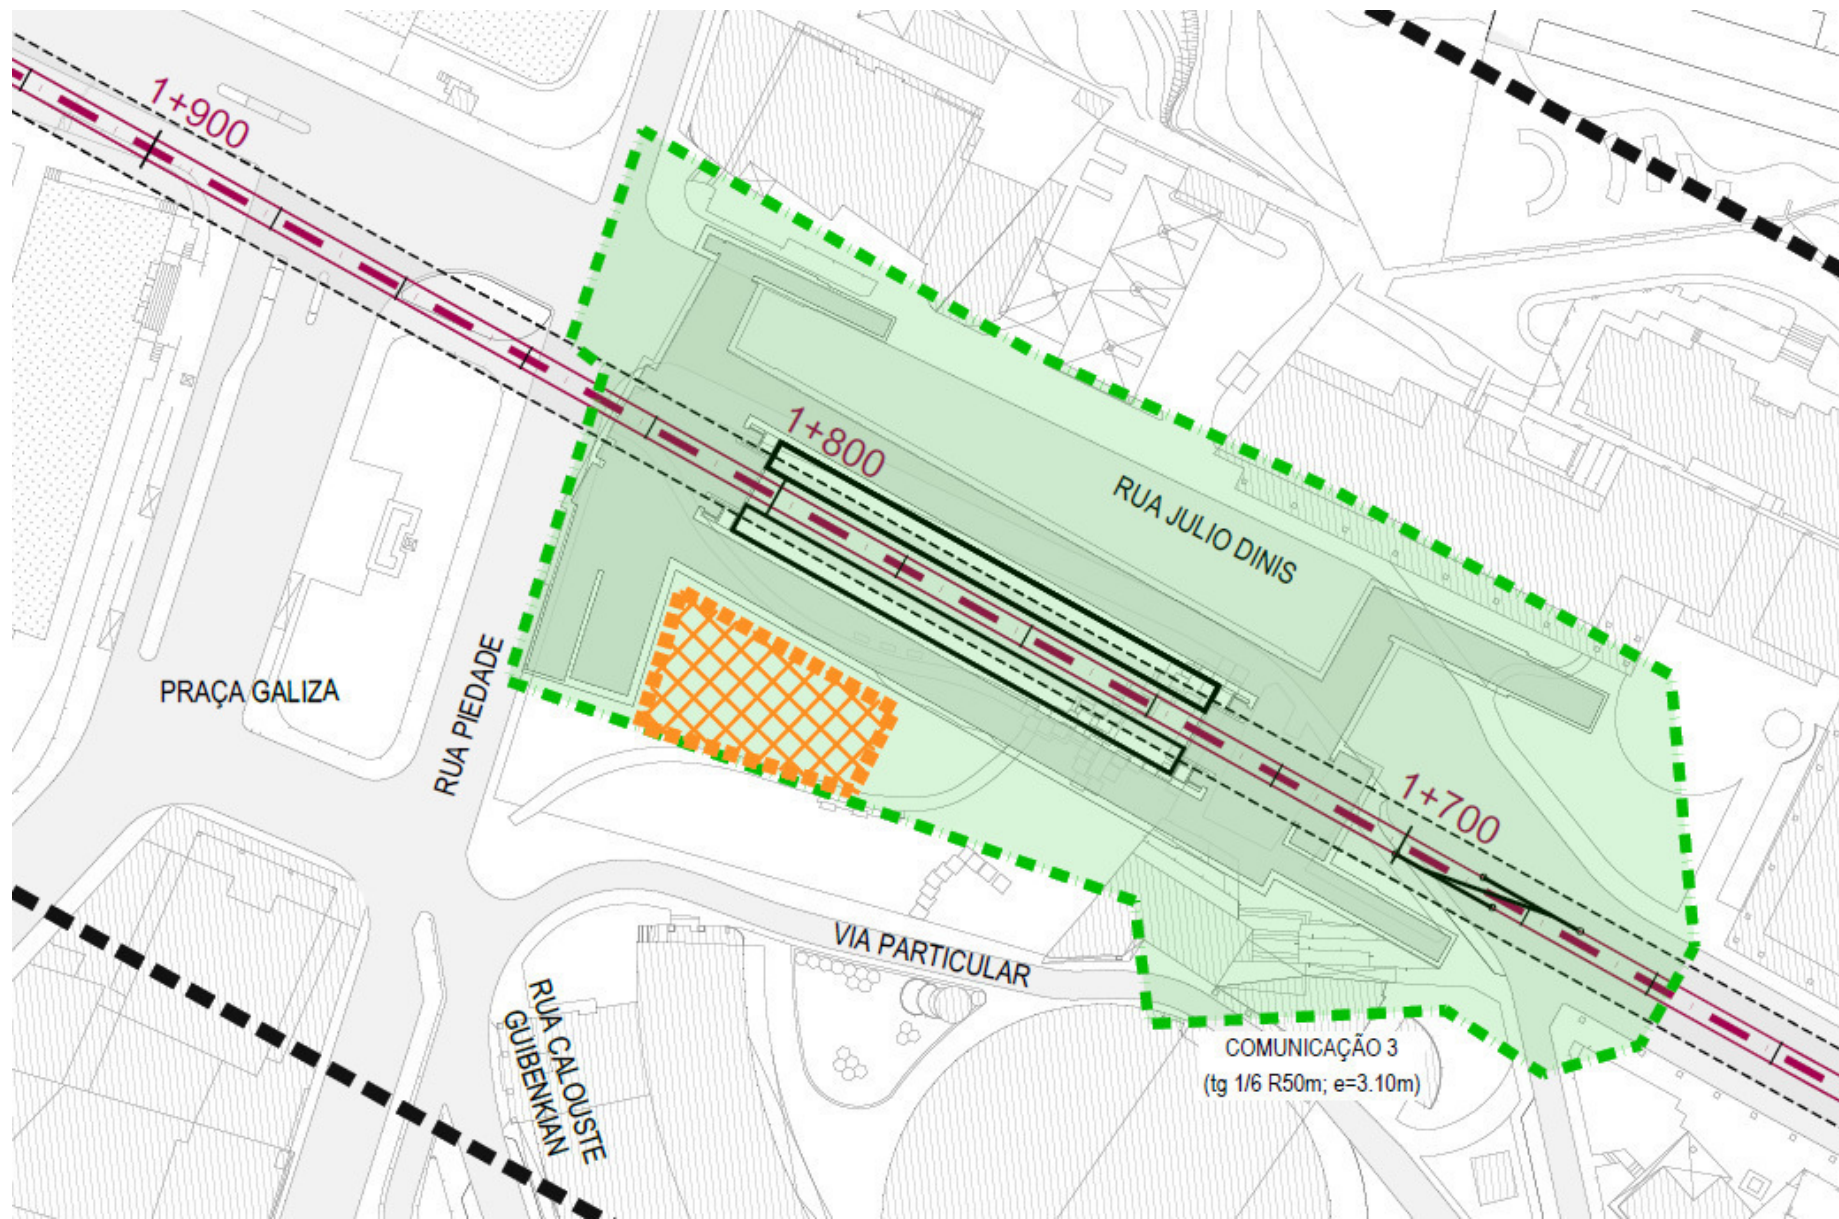 1+900
1+800
RUA JULIO DINIS
PRAÇA GALIZA
RUA PIEDADE
1+700
VIA PARTICULAR
RUA CALOUSTE
GUIBENKIAN
COMUNICAÇÃO 3
(tg 1/6 R50m; e=3.10m)